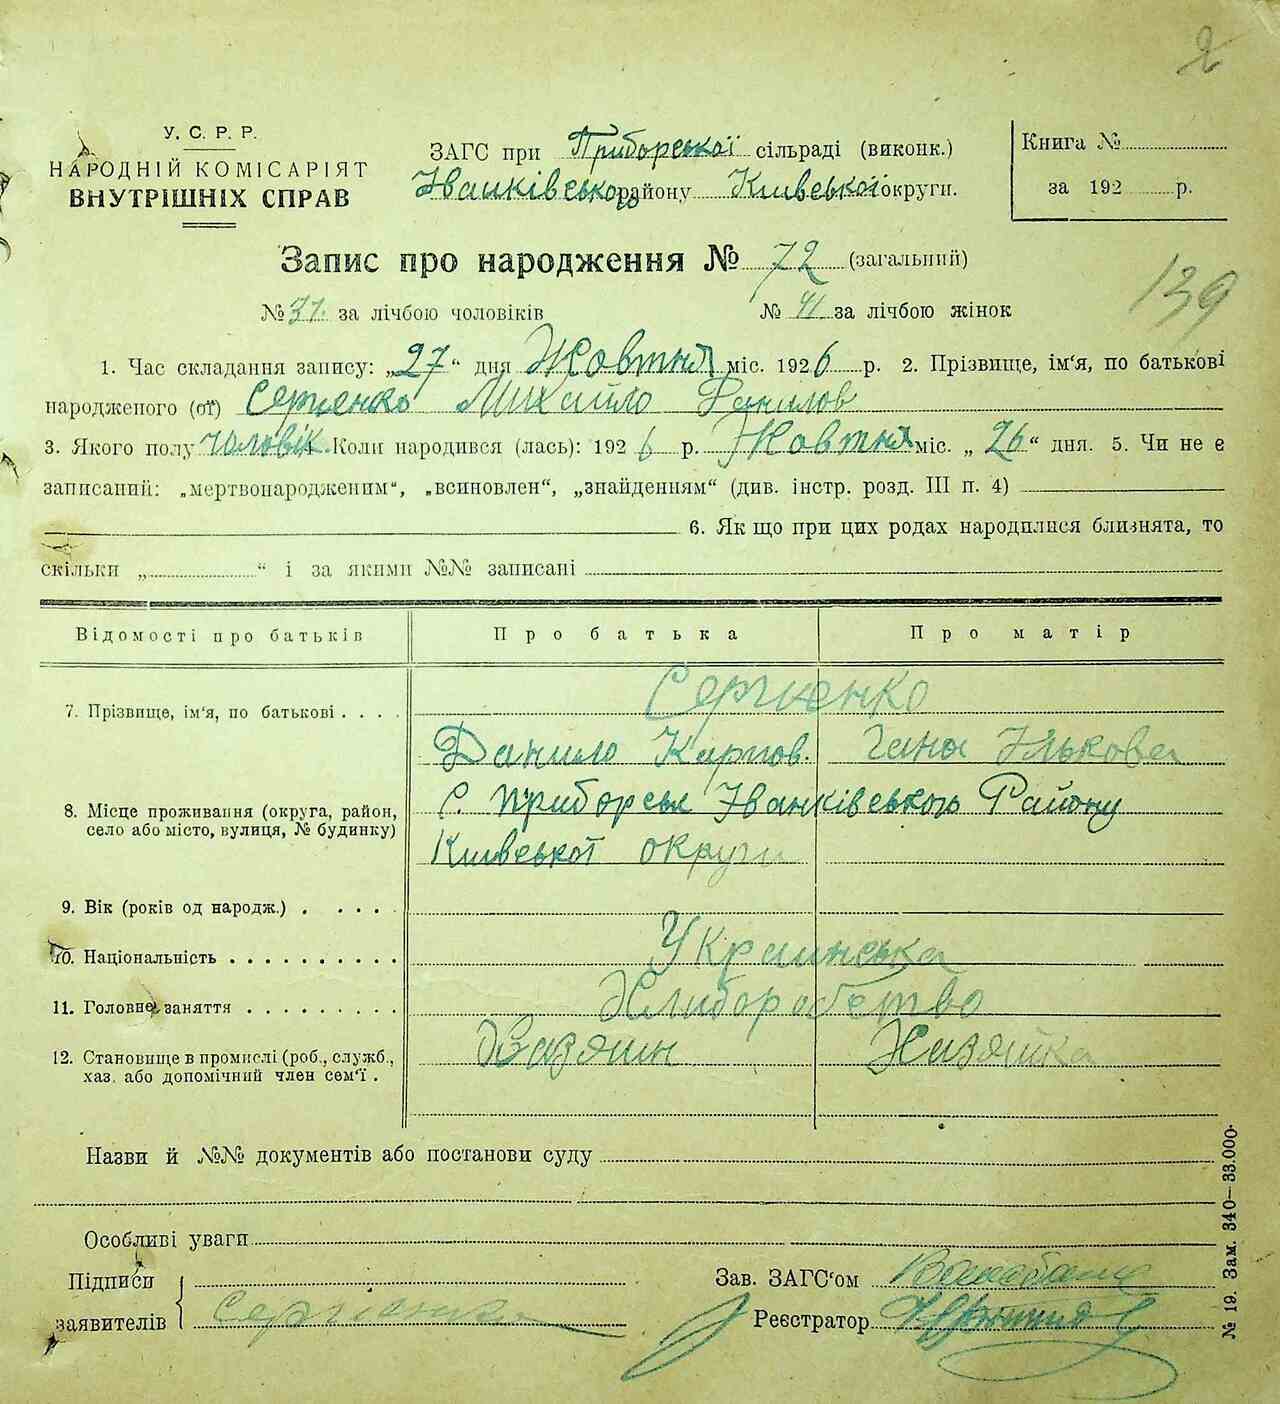 2
У. С. Р. Р.
НАРОДНІЙ КОМІСАРІЯТ
ВНУТРІШНІХ СПРАВ
ЗАГС при Приборської сільраді (виконк.)
Іванківського району Київської округи.
Книга №
за 192 р.
Запис про народження № 72 (загальний)
139
№ 31 за лічбою чоловіків № 41 за лічбою жінок
1. Час складання запису: „27“ дня Жовтня міс. 1926 р. 2. Прізвище, ім‘я, по батькові
народженого (ої) Сергієнко Михайло Данилов
3. Якого полу чоловік Коли народився (лась): 1926 р. Жовтня міс. „26“ дня. 5. Чи не є
записаний: „мертвонародженим“, „всиновлен“, „знайденням“ (див. інстр. розд. III п. 4)
6. Як що при цих родах народилися близнята, то
скільки „ “ і за якими №№ записані
Відомості про батьків Про батька Про матір
7. Прізвище, ім‘я, по батькові . . . . Сергиенко
Данило Карпов. Гана Ількова
8. Місце проживання (округа, район,
село або місто, вулиця, № будинку)
С. Приборськ Іванківського Району
Київської округи
9. Вік (років од народж.) . . . . .
10. Національність . . . . . . . . . . Украинська
11. Головне заняття . . . . . . . . . Хлиборобство
12. Становище в промислі (роб., служб.,
хаз. або допомічний член сем‘ї .
Хазяин Хазяйка
Назви й №№ документів або постанови суду
Особливі уваги
Підписи
заявителів Сергиенко
Зав. ЗАГС‘ом
Реєстратор
№ 19. Зам. 340—33.000.